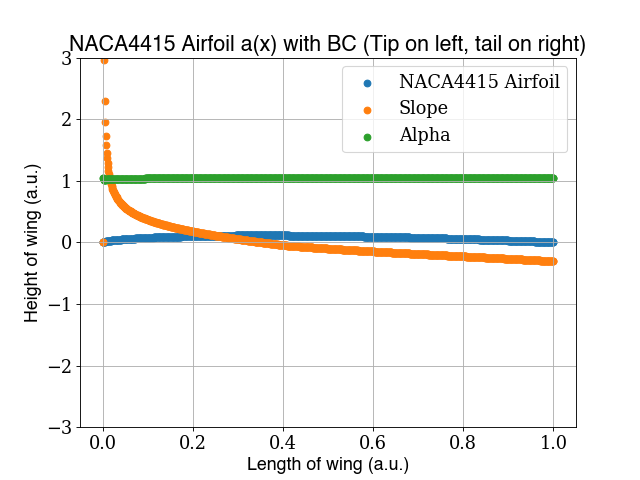 NACA4415 Airfoil a(x) with BC (Tip on left, tail on right)
NACA4415 Airfoil
Slope
Alpha
Height of wing (a.u.)
3
2
1
0
−1
−2
−3
0.0 0.2 0.4 0.6 0.8 1.0
Length of wing (a.u.)